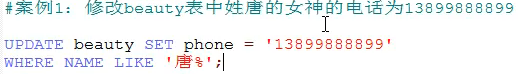 #案例1：修改beauty表中姓唐的女神的电话为13899888899
UPDATE beauty SET phone = '13899888899'
WHERE NAME LIKE '唐%';